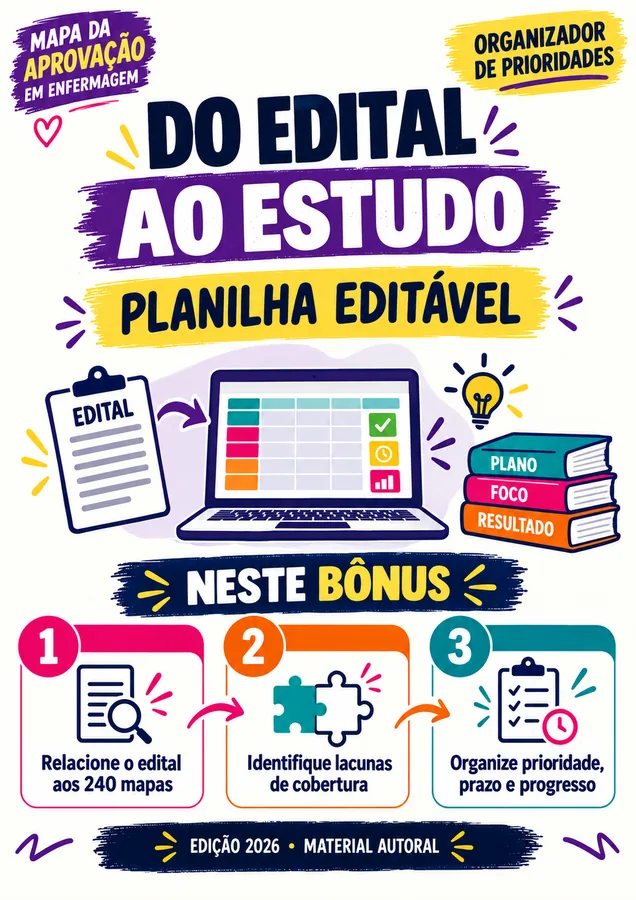 MAPA DA
APROVAÇÃO
EM ENFERMAGEM
ORGANIZADOR
DE PRIORIDADES
DO EDITAL
AO ESTUDO
PLANILHA EDITÁVEL
EDITAL
PLANO
FOCO
RESULTADO
NESTE BÔNUS
1
Relacione o edital
aos 240 mapas
2
Identifique lacunas
de cobertura
3
Organize prioridade,
prazo e progresso
EDIÇÃO 2026 • MATERIAL AUTORAL